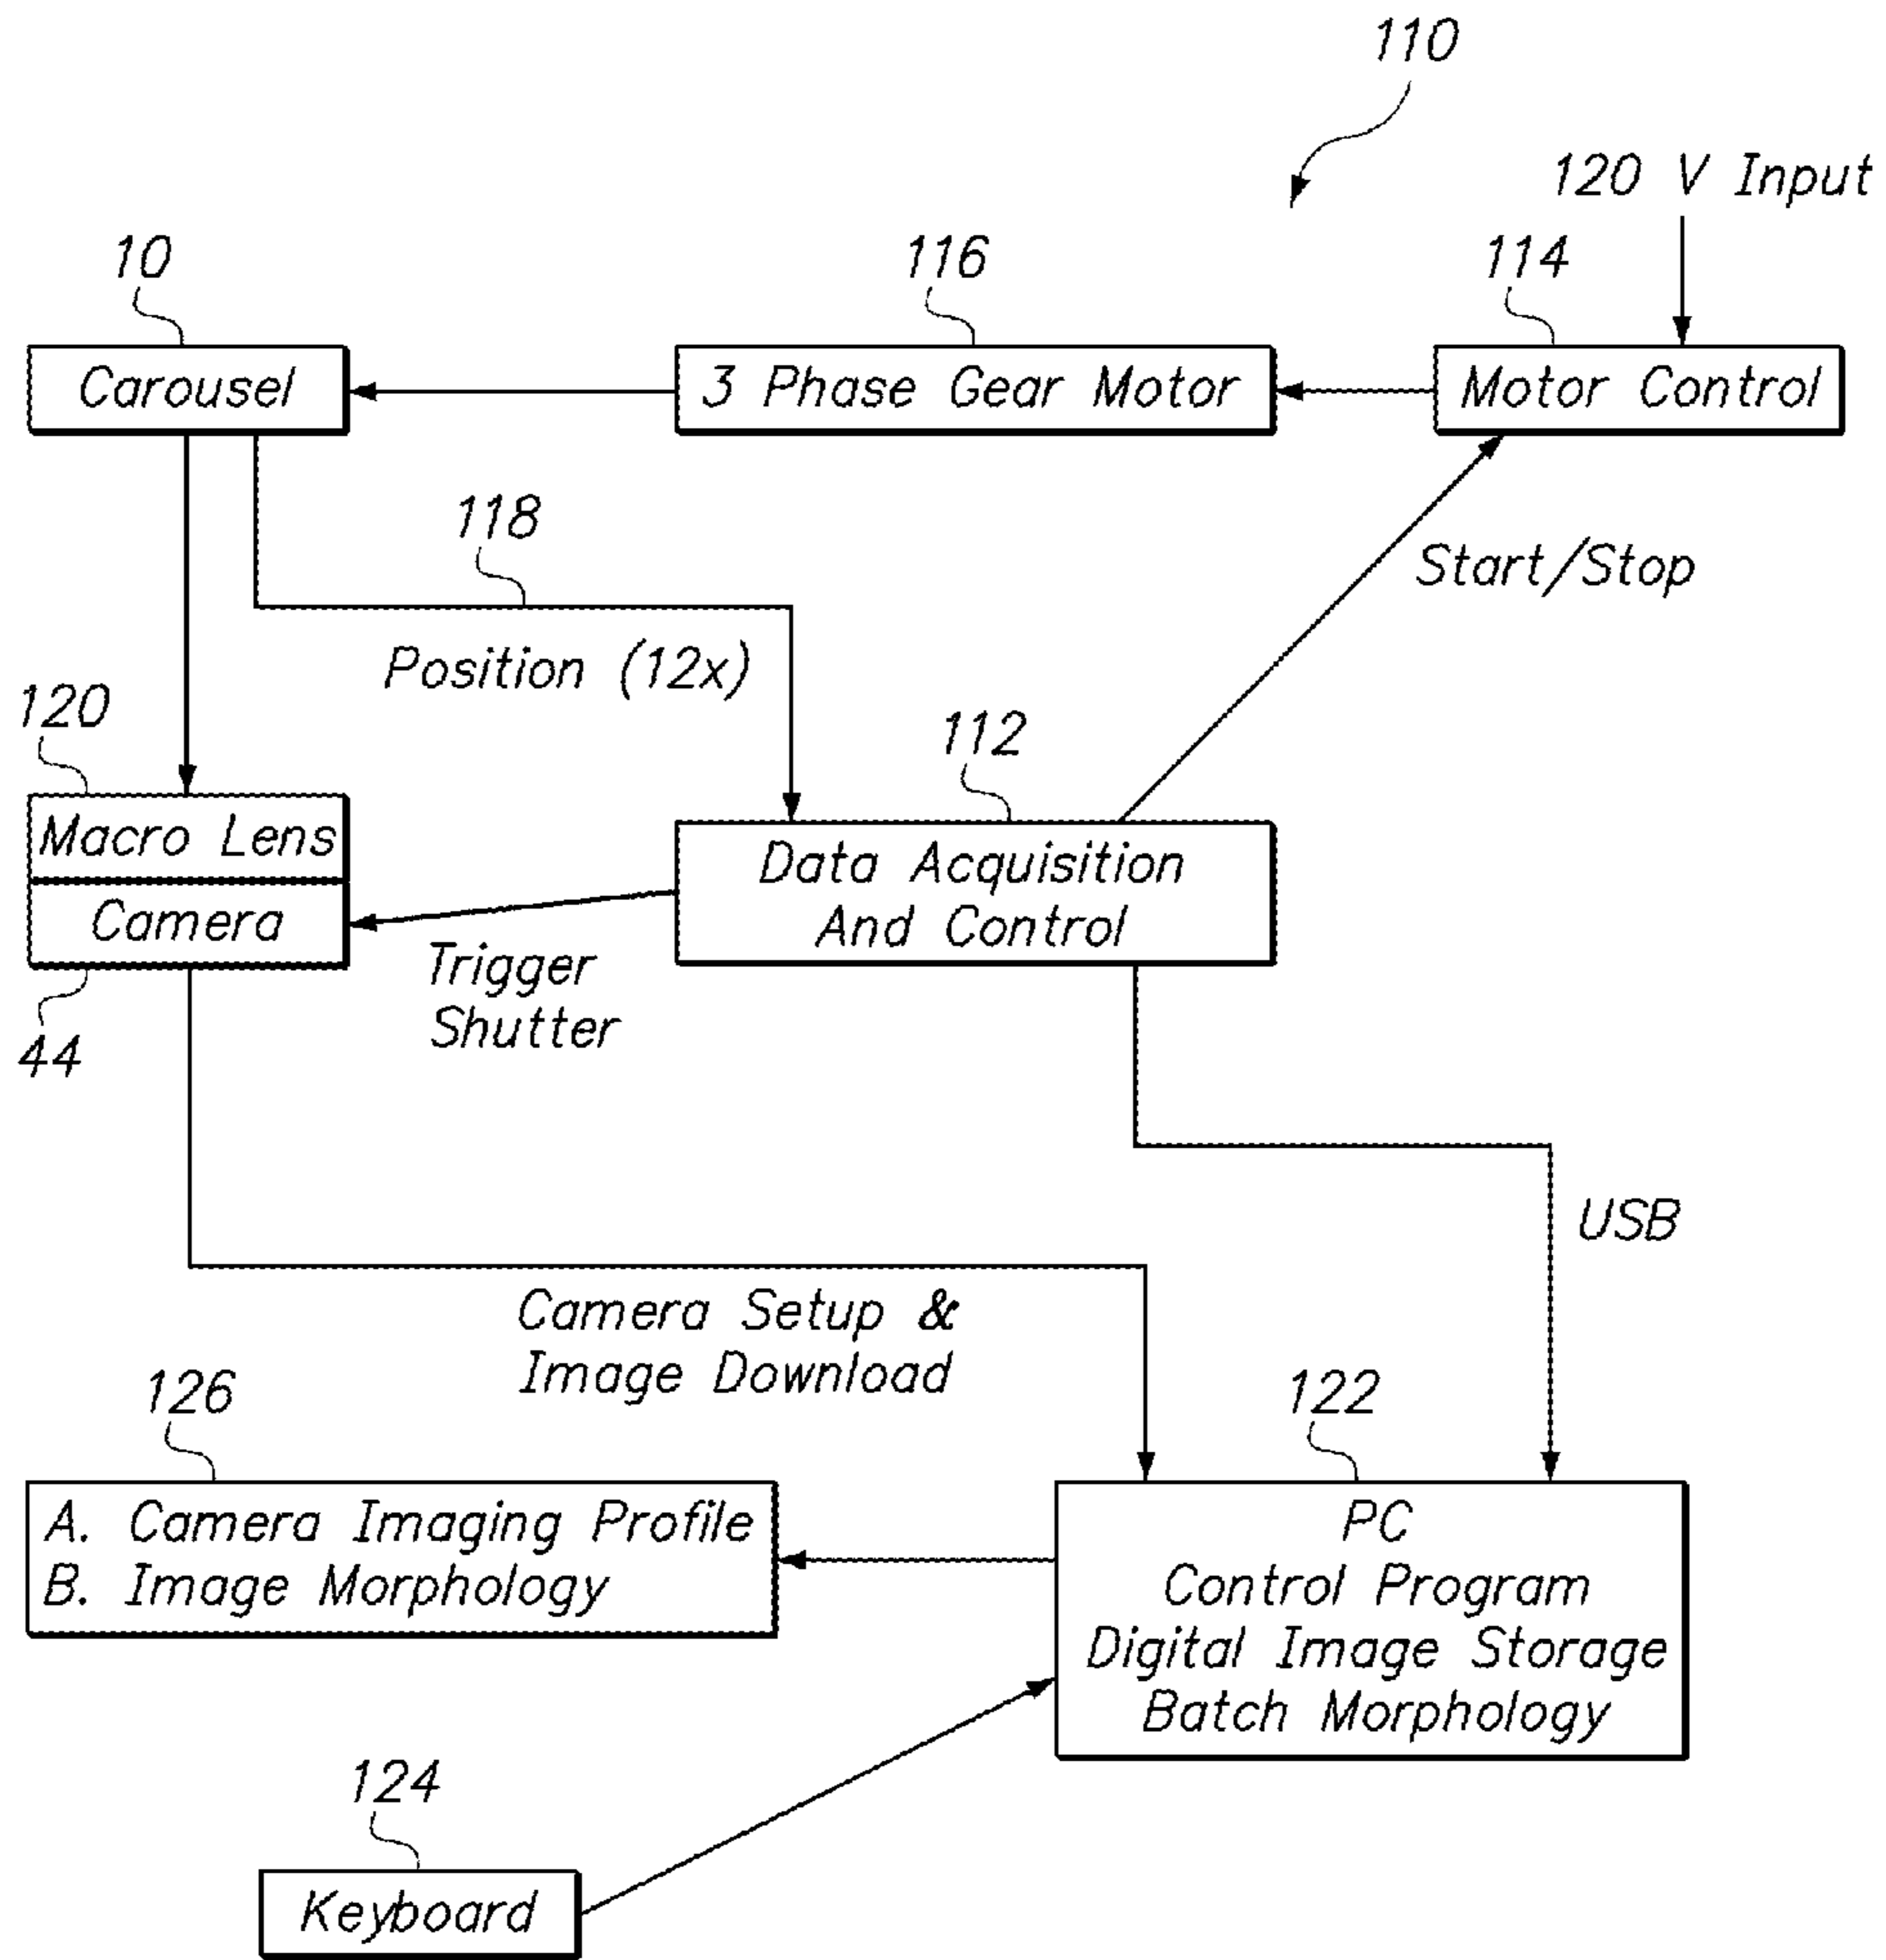 110
120 V Input
10
116
114
Carousel
3 Phase Gear Motor
Motor Control
118
Start/Stop
Position (12x)
120
112
Macro Lens
Camera
Data Acquisition
And Control
Trigger
Shutter
44
USB
Camera Setup &
Image Download
126
122
A. Camera Imaging Profile
B. Image Morphology
PC
Control Program
Digital Image Storage
Batch Morphology
124
Keyboard